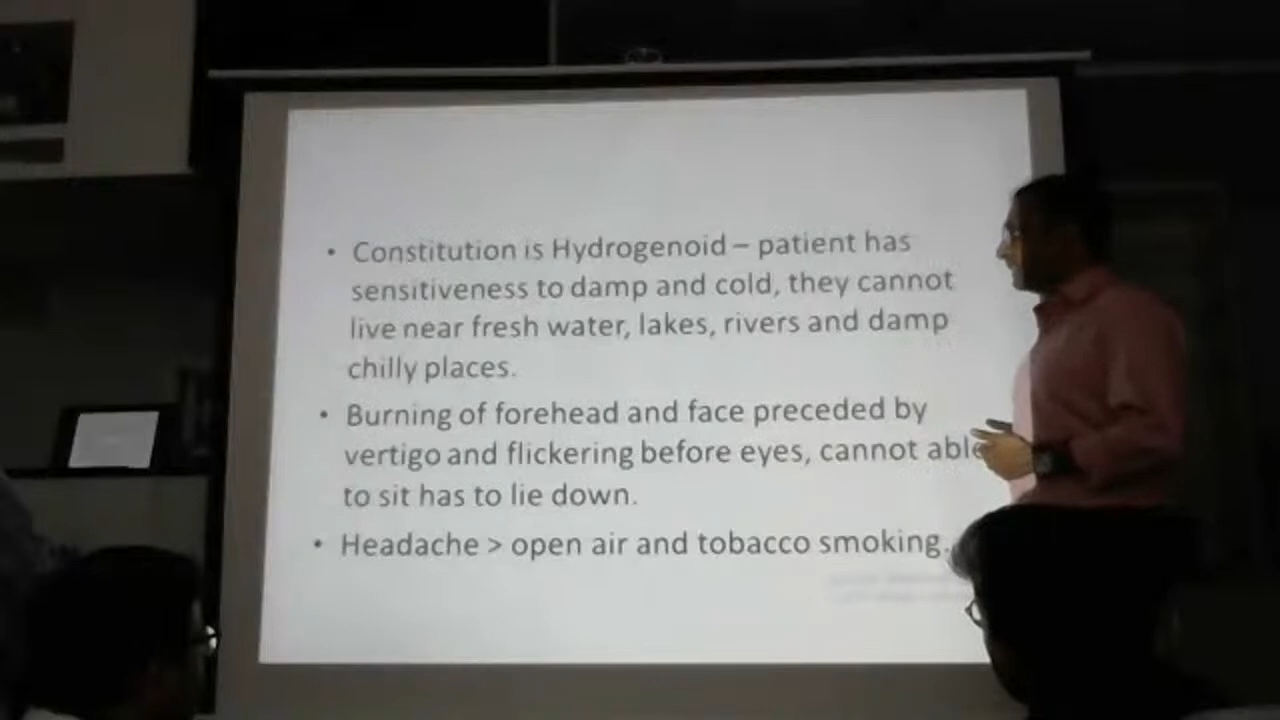 • Constitution is Hydrogenoid – patient has
sensitiveness to damp and cold, they cannot
live near fresh water, lakes, rivers and damp
chilly places.
• Burning of forehead and face preceded by
vertigo and flickering before eyes, cannot able
to sit has to lie down.
• Headache > open air and tobacco smoking.